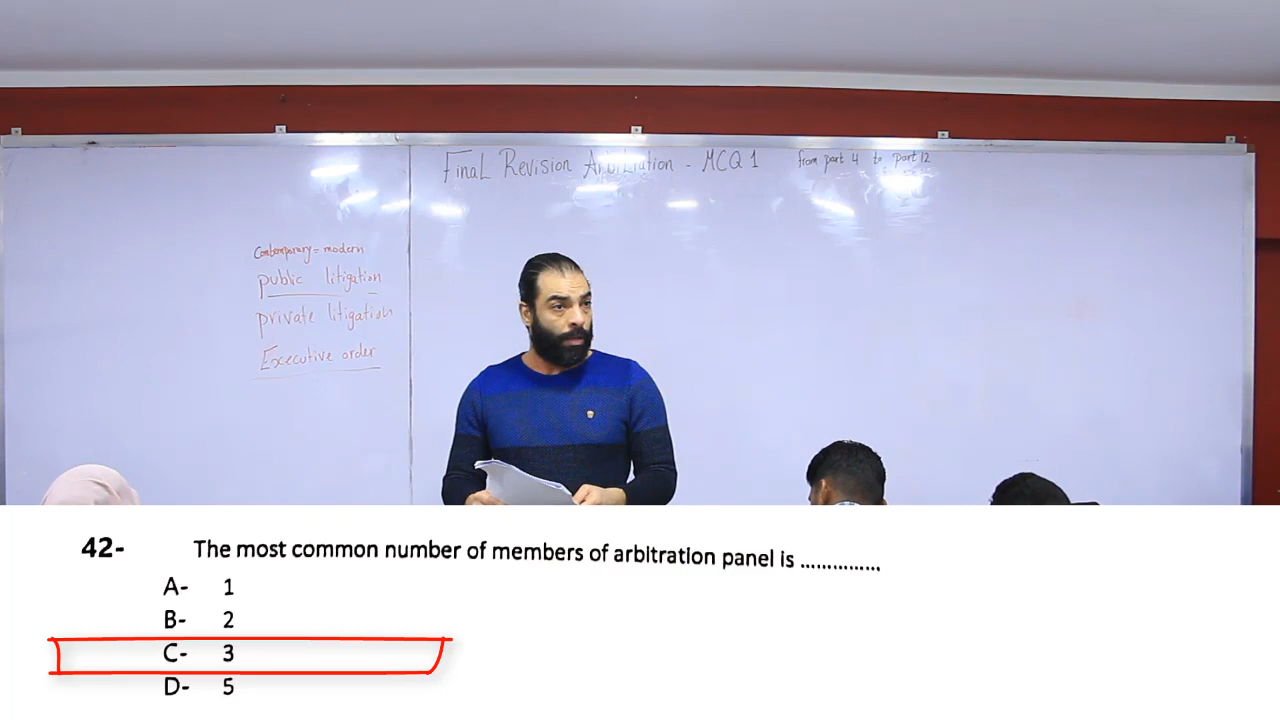 Final Revision Arbitration - MCQ 1 from part 4 to part 12
Contemporary = modern
public litigation
private litigation
Excecutive order
42- The most common number of members of arbitration panel is ...............
A- 1
B- 2
C- 3
D- 5